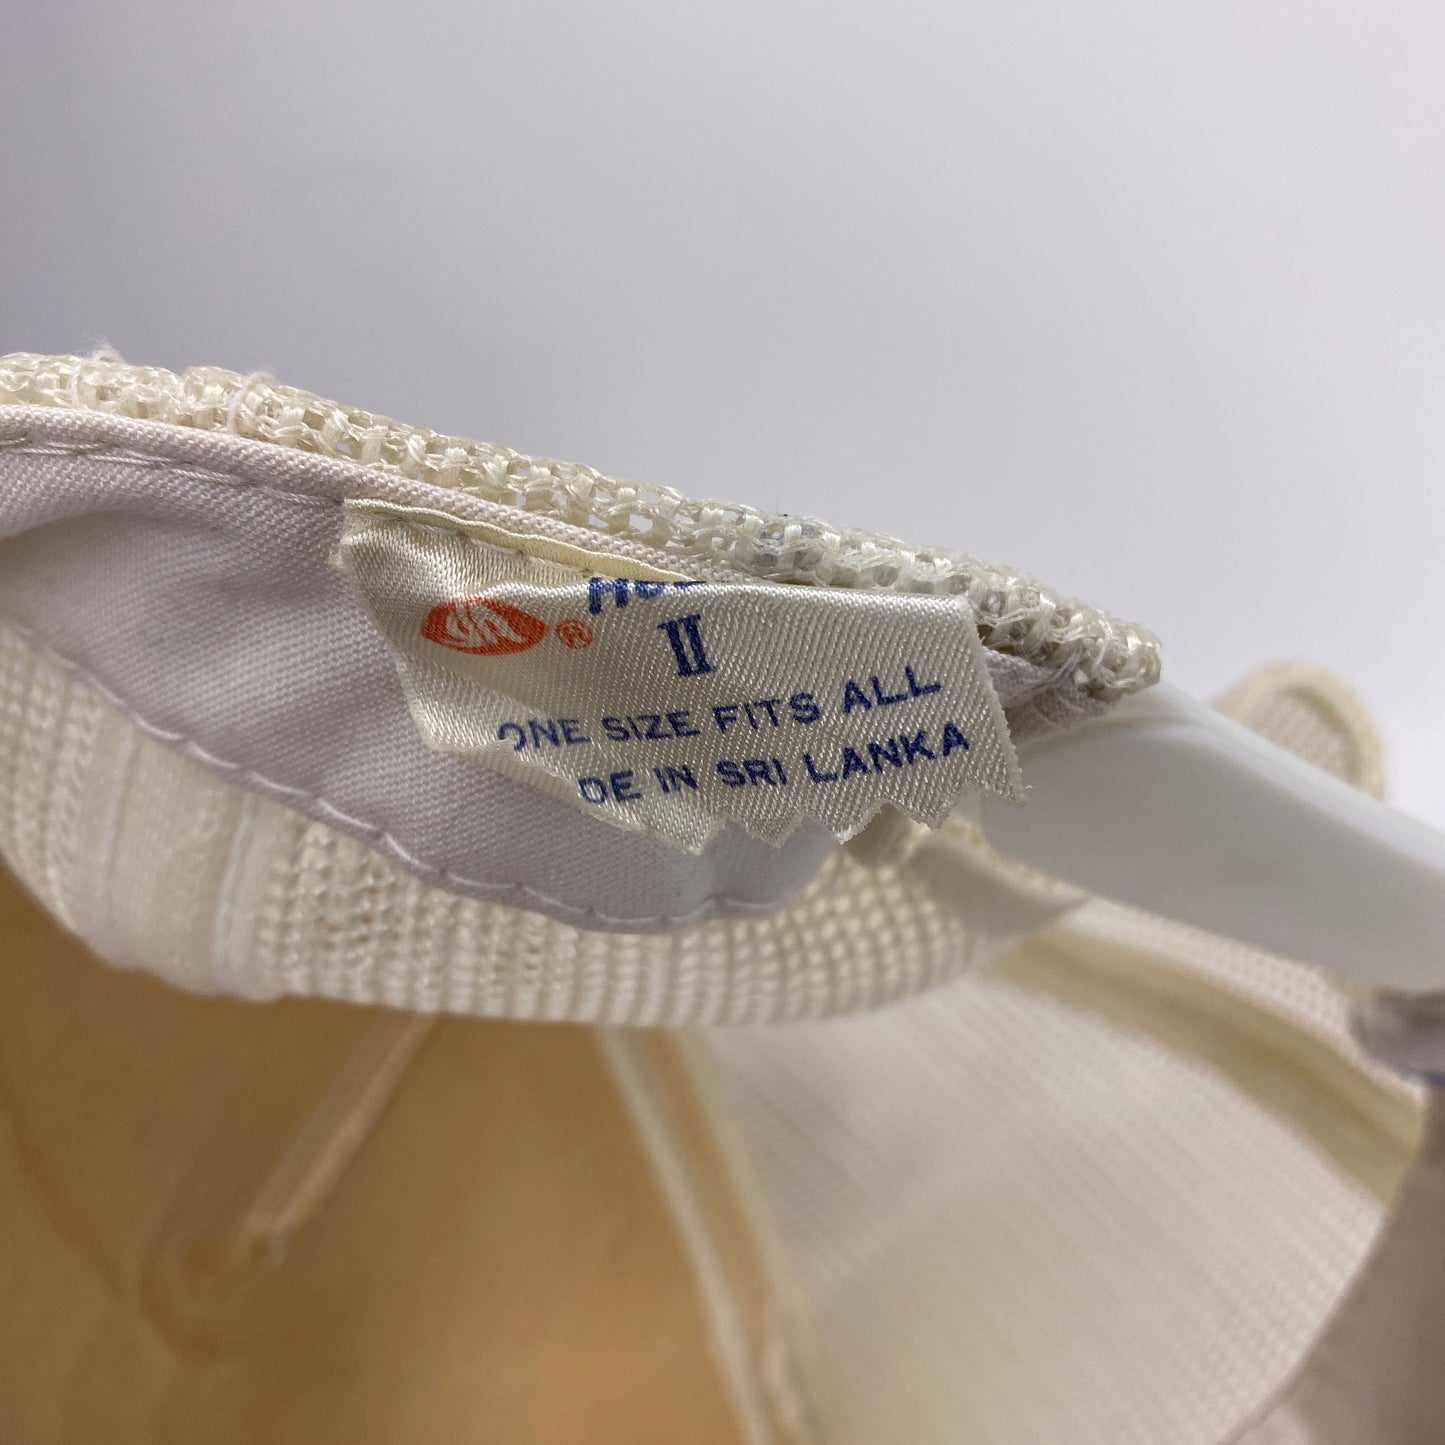 ®
II
ONE SIZE FITS ALL
DE IN SRI LANKA